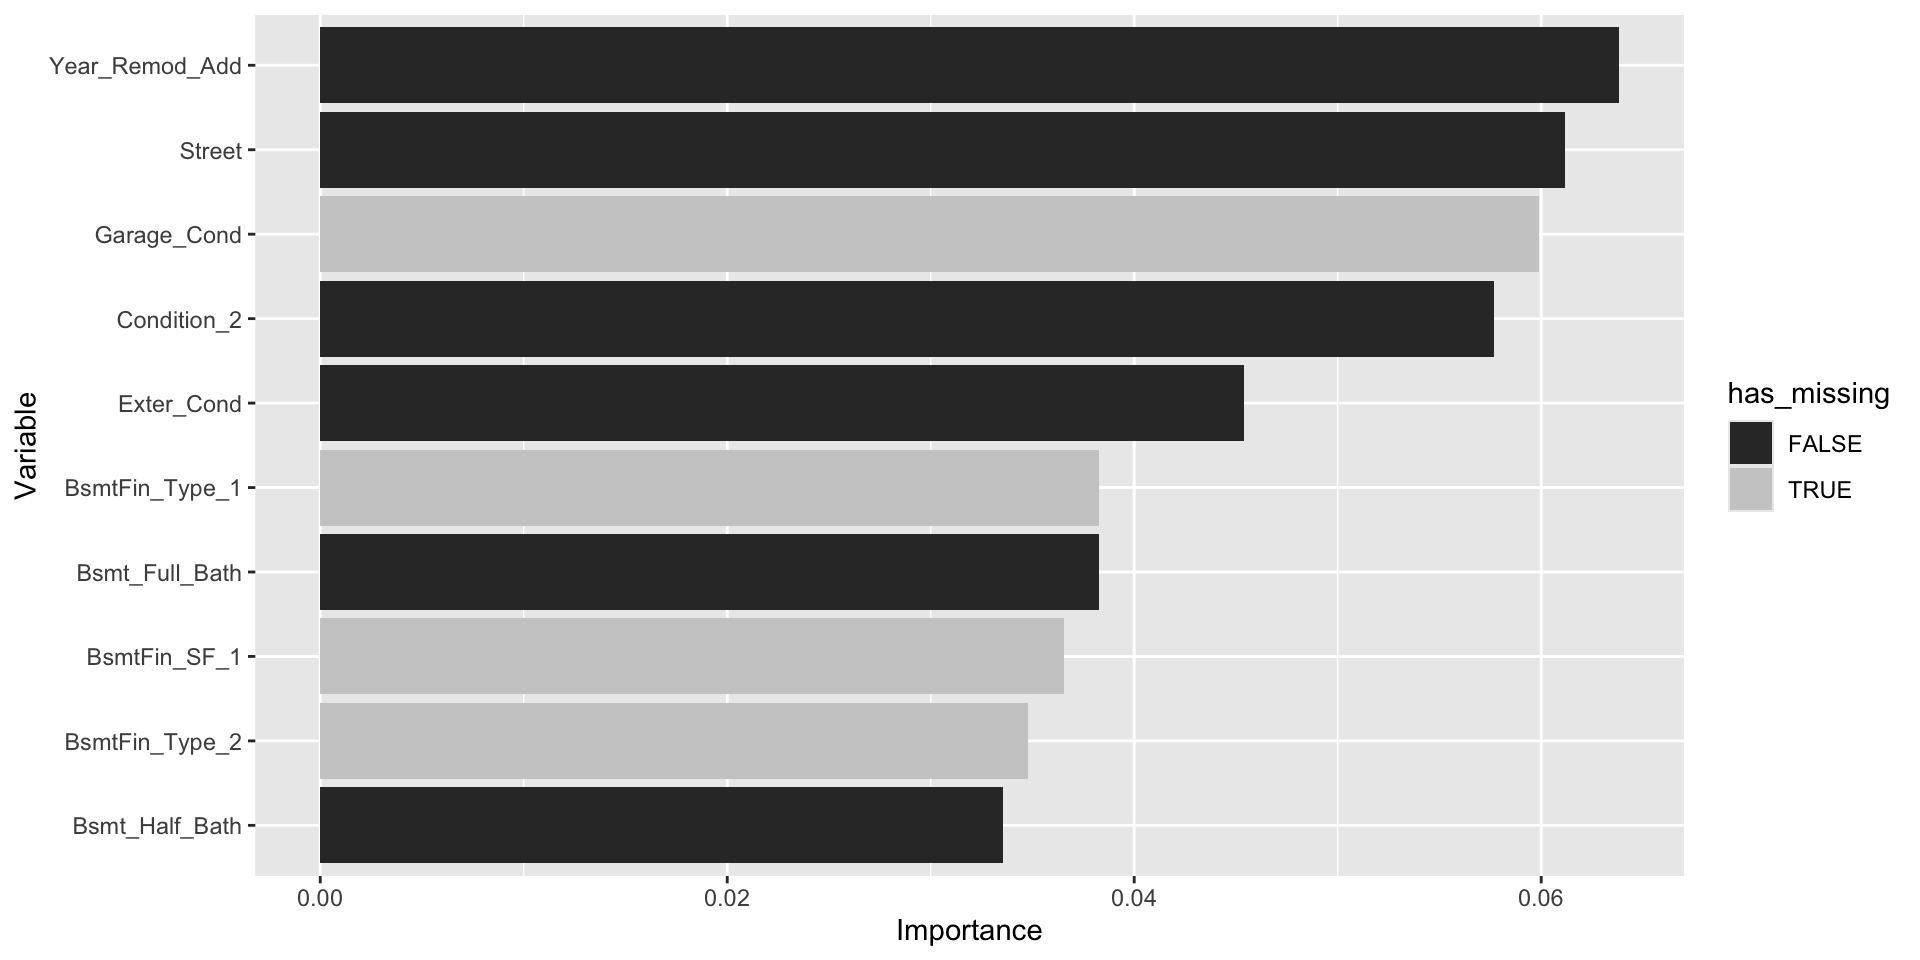 Variable
Year_Remod_Add
Street
Garage_Cond
Condition_2
Exter_Cond
BsmtFin_Type_1
Bsmt_Full_Bath
BsmtFin_SF_1
BsmtFin_Type_2
Bsmt_Half_Bath
0.00 0.02 0.04 0.06
Importance
has_missing
FALSE
TRUE